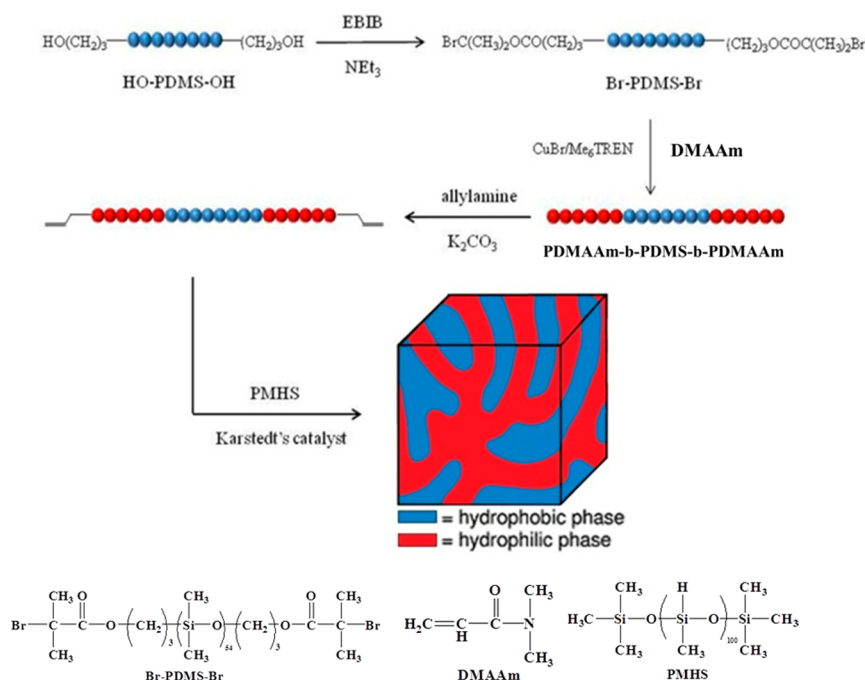 EBIB
HO(CH₂)₃ (CH₂)₃OH
NEt₃
HO-PDMS-OH
BrC(CH₃)₂OCO(CH₂)₃ (CH₂)₃OCOC(CH₃)₂Br
Br-PDMS-Br
CuBr/Me₆TREN DMAAm
allylamine
K₂CO₃
PDMAAm-b-PDMS-b-PDMAAm
PMHS
Karstedt's catalyst
= hydrophobic phase
= hydrophilic phase
CH₃ O CH₃ O CH₃
Br O (CH₂)₃ (Si O)₅₄ (CH₂)₃ O Br
CH₃ CH₃ CH₃
Br-PDMS-Br
O CH₃
H₂C C H C N
CH₃
DMAAm
CH₃ H CH₃
H₃C Si O (Si O)₁₀₀ Si CH₃
CH₃ CH₃ CH₃
PMHS